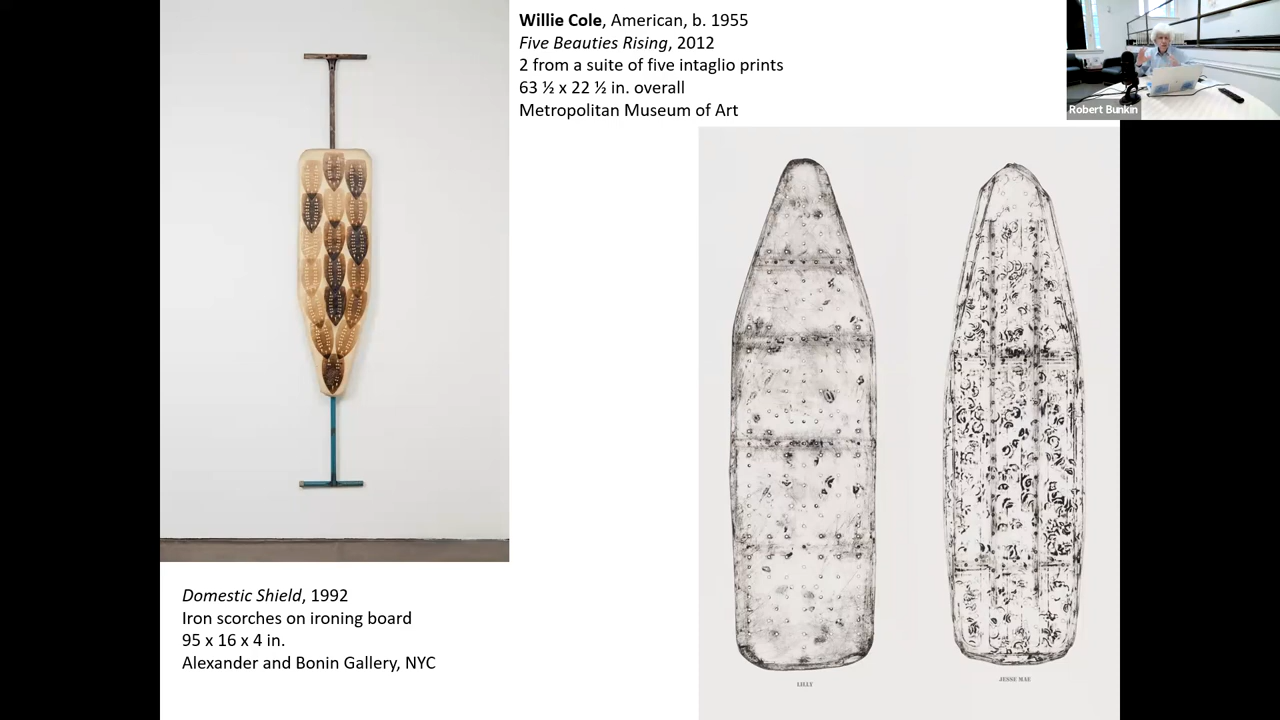 Willie Cole, American, b. 1955
Five Beauties Rising, 2012
2 from a suite of five intaglio prints
63 ½ x 22 ½ in. overall
Metropolitan Museum of Art
Robert Bunkin
Domestic Shield, 1992
Iron scorches on ironing board
95 x 16 x 4 in.
Alexander and Bonin Gallery, NYC
LILLY
JESSE MAE